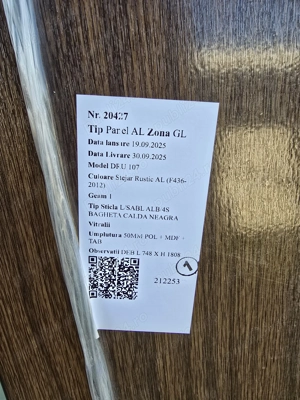 Nr. 20427
Tip Panel AL Zona GL
Data lansare 19.09.2025
Data Livrare 30.09.2025
Model DEU 107
Culoare Stejar Rustic AL (F436-
2012)
Geam 1
Tip Sticla L/SABL ALB 4S
BAGHETA CALDA NEAGRA
Vitralii
Umplutura 50MM POL + MDF +
TAB
Observatii DEB L 748 X H 1808
1
212253